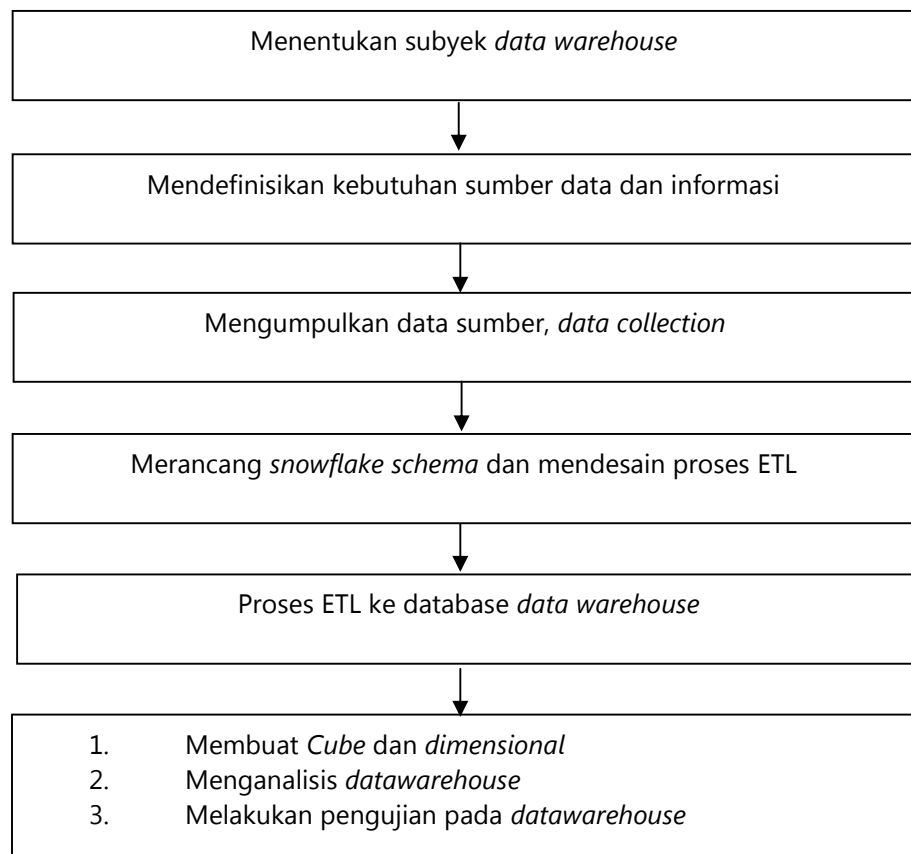 Menentukan subyek data warehouse
Mendefinisikan kebutuhan sumber data dan informasi
Mengumpulkan data sumber, data collection
Merancang snowflake schema dan mendesain proses ETL
Proses ETL ke database data warehouse
1. Membuat Cube dan dimensional
2. Menganalisis datawarehouse
3. Melakukan pengujian pada datawarehouse